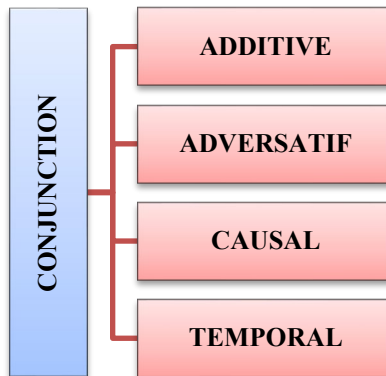 CONJUNCTION
ADDITIVE
ADVERSATIF
CAUSAL
TEMPORAL